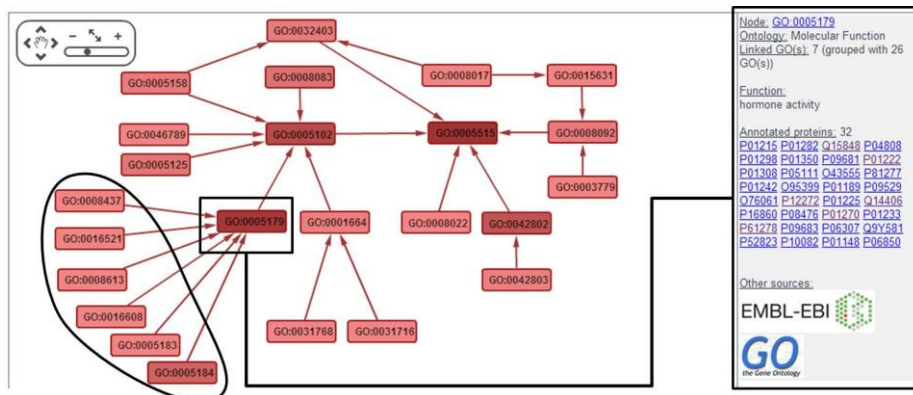 GO:0032403
GO:0005158
GO:0008083
GO:0008017
GO:0015631
GO:0046789
GO:0005102
GO:0005515
GO:0008092
GO:0005125
GO:0003779
GO:0008437
GO:0005179
GO:0001664
GO:0008022
GO:0042802
GO:0016521
GO:0008613
GO:0042803
GO:0016608
GO:0031768
GO:0031716
GO:0005183
GO:0005184
Node: GO:0005179
Ontology: Molecular Function
Linked GO(s): 7 (grouped with 26
GO(s))
Function:
hormone activity
Annotated proteins: 32
P01215 P01282 Q15848 P04808
P01298 P01350 P09681 P01222
P01308 P05111 O43555 P81277
P01242 O95399 P01189 P09529
O76061 P12272 P01225 Q14406
P16860 P08476 P01270 P01233
P61278 P09683 P06307 Q9Y581
P52823 P10082 P01148 P06850
Other sources:
EMBL-EBI
GO
the Gene Ontology